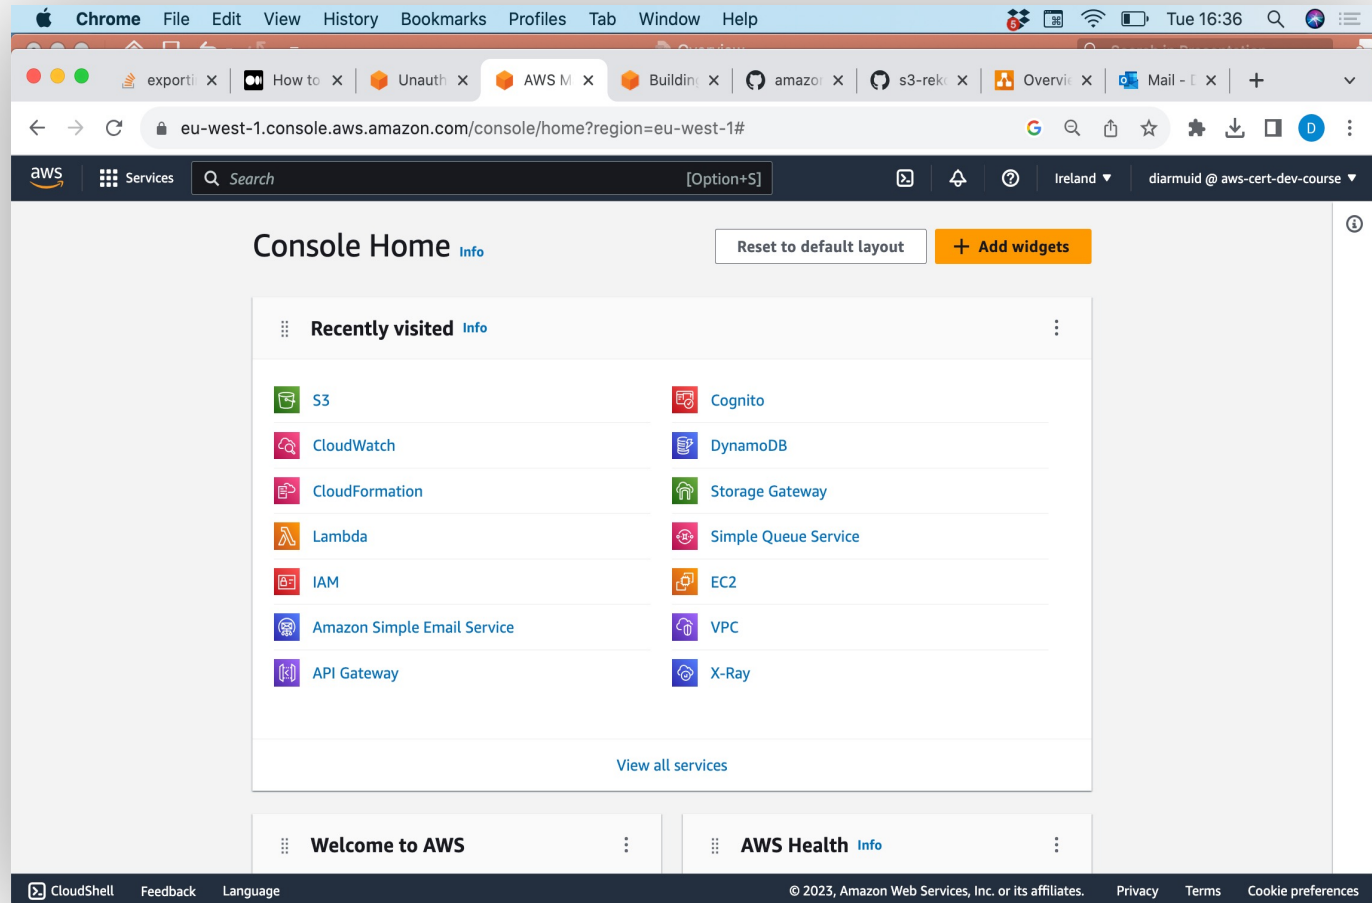 Chrome File Edit View History Bookmarks Profiles Tab Window Help 5 Tue 16:36
exporti How to Unauth AWS M Building amazon s3-reko Overvie Mail - D
eu-west-1.console.aws.amazon.com/console/home?region=eu-west-1# G D
aws Services Search [Option+S] Ireland diarmuid @ aws-cert-dev-course
Console Home Info Reset to default layout + Add widgets
Recently visited Info
S3
CloudWatch
CloudFormation
Lambda
IAM
Amazon Simple Email Service
API Gateway
Cognito
DynamoDB
Storage Gateway
Simple Queue Service
EC2
VPC
X-Ray
View all services
Welcome to AWS
AWS Health Info
CloudShell Feedback Language © 2023, Amazon Web Services, Inc. or its affiliates. Privacy Terms Cookie preferences